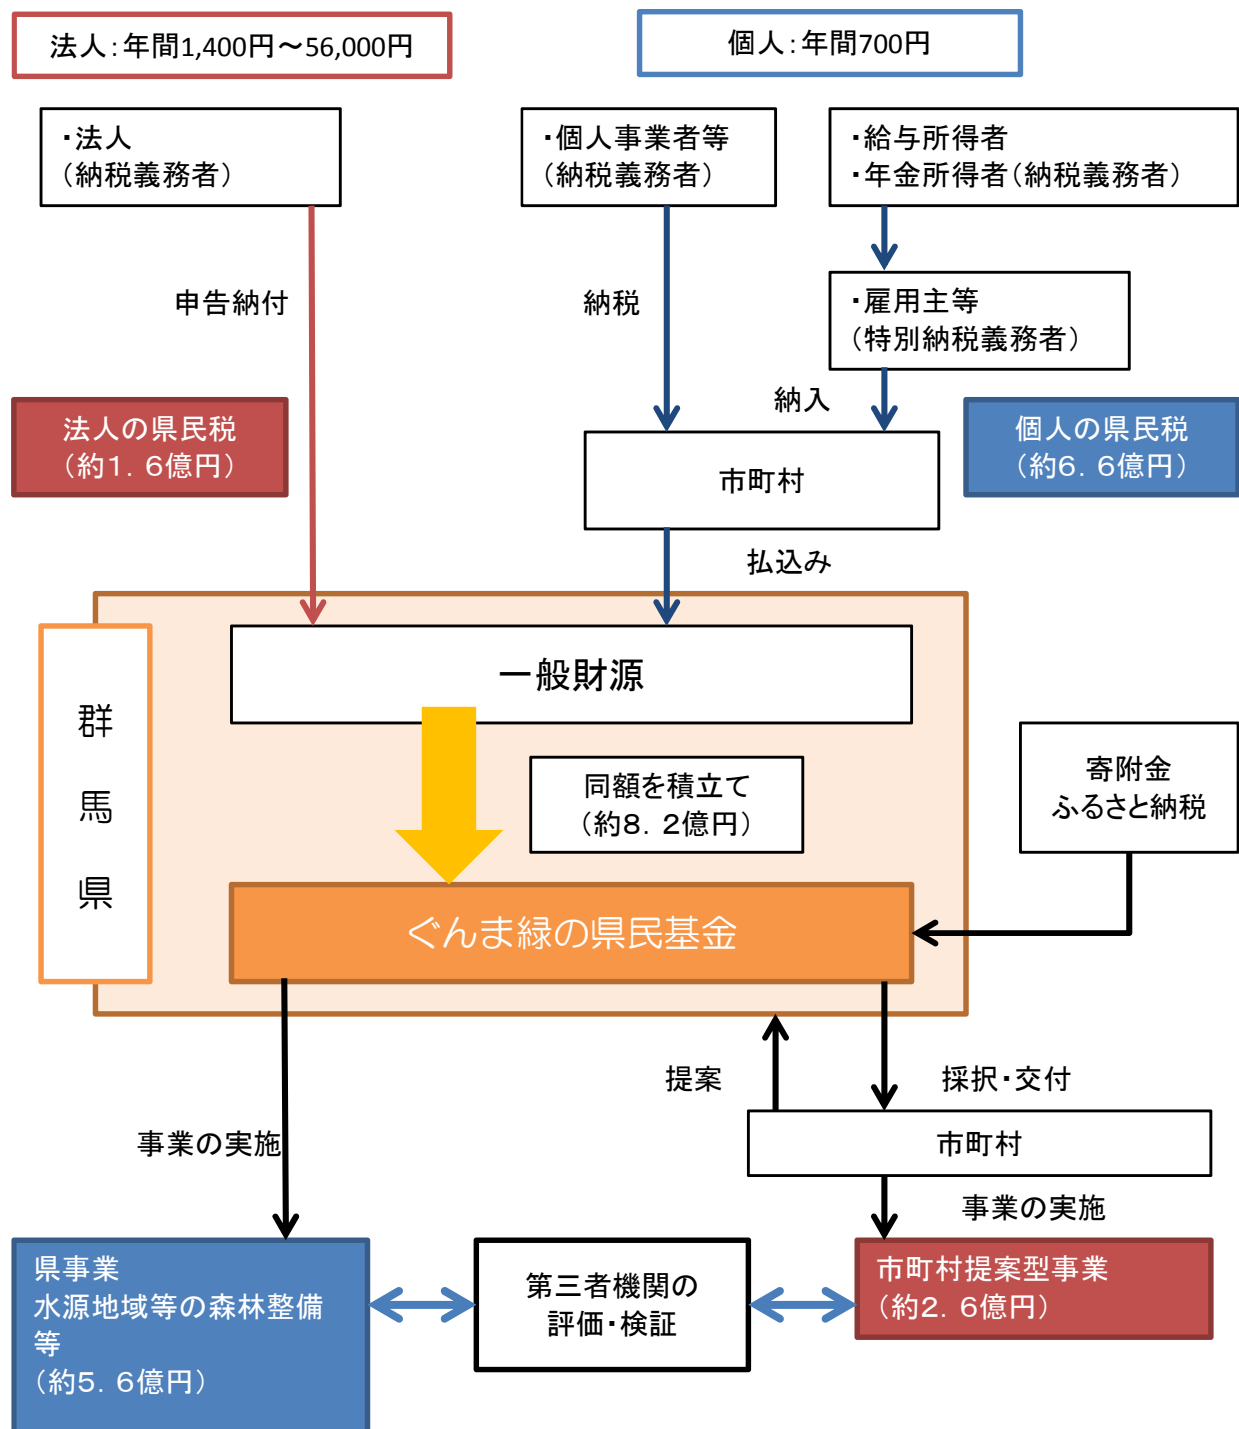 法人：年間1,400円～56,000円
個人：年間700円
・法人
（納税義務者）
・個人事業者等
（納税義務者）
・給与所得者
・年金所得者（納税義務者）
申告納付
納税
・雇用主等
（特別納税義務者）
納入
法人の県民税
（約1．6億円）
個人の県民税
（約6．6億円）
市町村
払込み
一般財源
群
馬
県
同額を積立て
（約8．2億円）
寄附金
ふるさと納税
ぐんま緑の県民基金
提案
採択・交付
市町村
事業の実施
事業の実施
県事業
水源地域等の森林整備
等
（約5．6億円）
第三者機関の
評価・検証
市町村提案型事業
（約2．6億円）